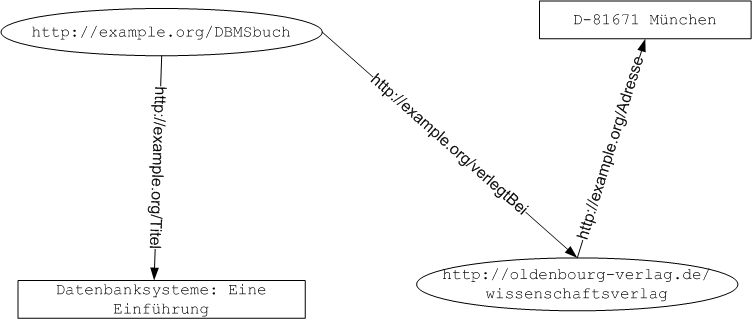 http://example.org/DBMSbuch
D-81671 München
http://example.org/Titel
http://example.org/verlegtBei
http://example.org/Adresse
Datenbanksysteme: Eine
Einführung
http://oldenbourg-verlag.de/
wissenschaftsverlag